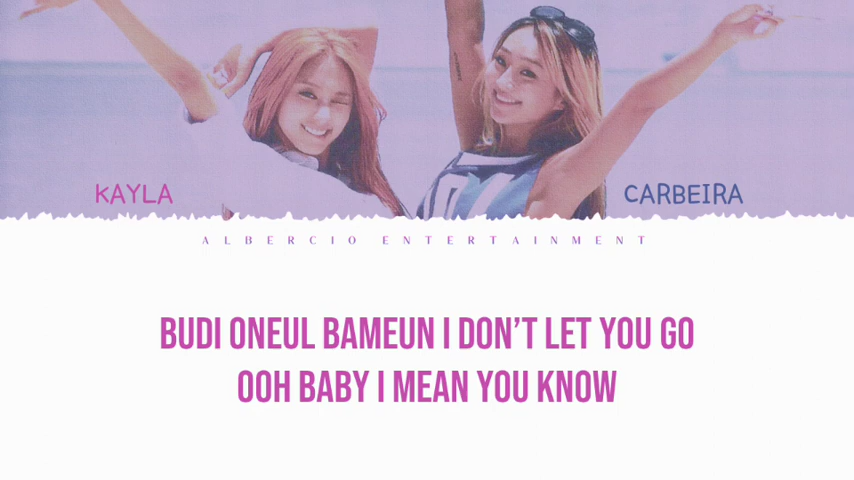 KAYLA
CARBEIRA
ALBERCIO ENTERTAINMENT
BUDI ONEUL BAMEUN I DON'T LET YOU GO
OOH BABY I MEAN YOU KNOW